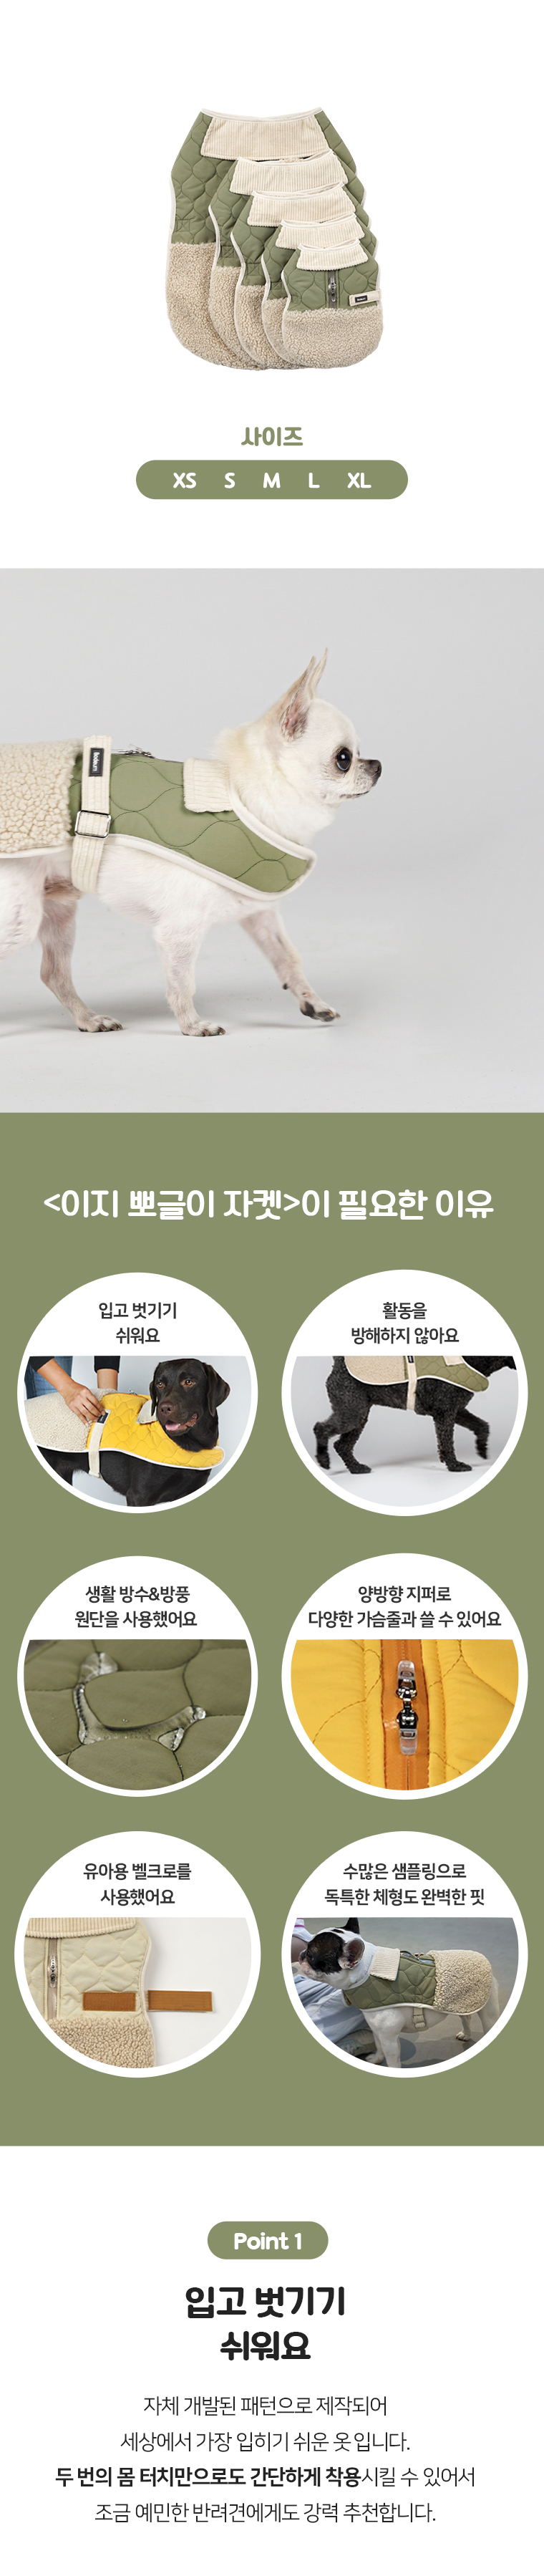 사이즈
XS S M L XL
<이지 뽀글이 자켓>이 필요한 이유
입고 벗기기
쉬워요
활동을
방해하지 않아요
생활 방수&방풍
원단을 사용했어요
양방향 지퍼로
다양한 가슴줄과 쓸 수 있어요
유아용 벨크로를
사용했어요
수많은 샘플링으로
독특한 체형도 완벽한 핏
Point 1
입고 벗기기
쉬워요
자체 개발된 패턴으로 제작되어
세상에서 가장 입히기 쉬운 옷 입니다.
두 번의 몸 터치만으로도 간단하게 착용시킬 수 있어서
조금 예민한 반려견에게도 강력 추천합니다.